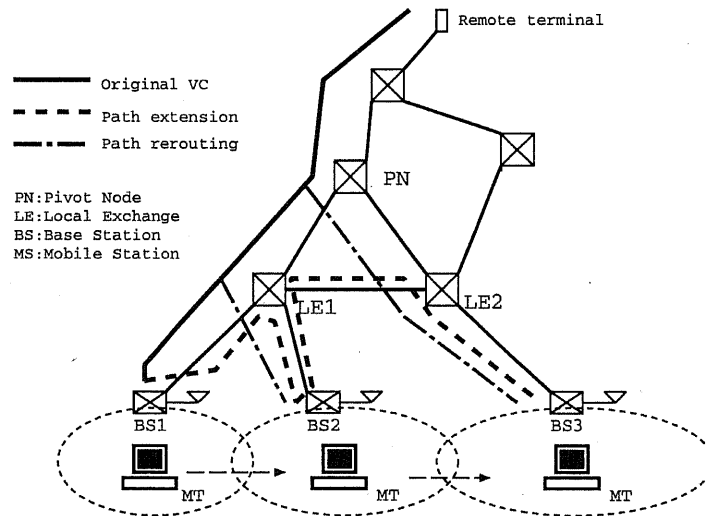 Remote terminal
Original VC
Path extension
Path rerouting
PN
PN:Pivot Node
LE:Local Exchange
BS:Base Station
MS:Mobile Station
LE1
LE2
BS1
BS2
BS3
MT
MT
MT